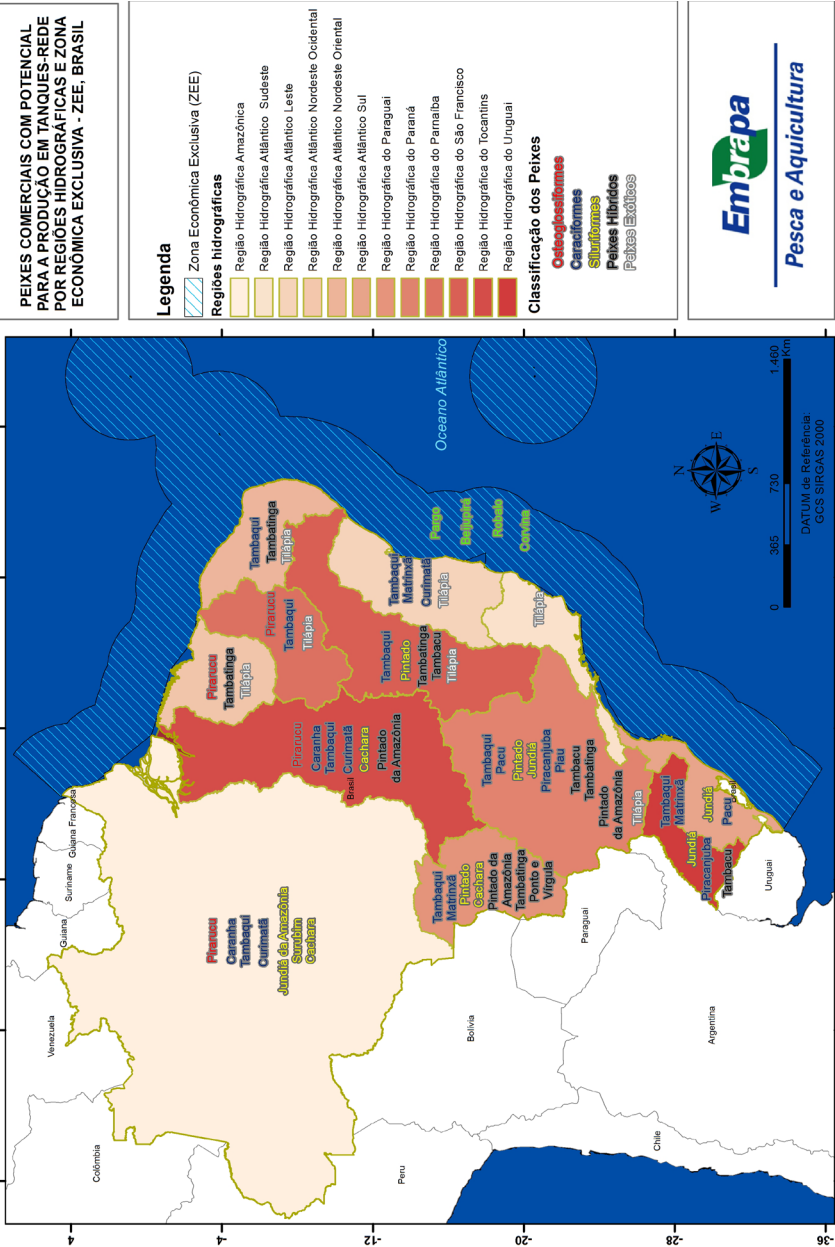 PEIXES COMERCIAIS COM POTENCIAL
PARA A PRODUÇÃO EM TANQUES-REDE
POR REGIÕES HIDROGRÁFICAS E ZONA
ECONÔMICA EXCLUSIVA - ZEE, BRASIL
Legenda
Zona Econômica Exclusiva (ZEE)
Regiões hidrográficas
Região Hidrográfica Amazônica
Região Hidrográfica Atlântico Sudeste
Região Hidrográfica Atlântico Leste
Região Hidrográfica Atlântico Nordeste Ocidental
Região Hidrográfica Atlântico Nordeste Oriental
Região Hidrográfica Atlântico Sul
Região Hidrográfica do Paraguai
Região Hidrográfica do Paraná
Região Hidrográfica do Parnaíba
Região Hidrográfica do São Francisco
Região Hidrográfica do Tocantins
Região Hidrográfica do Uruguai
Classificação dos Peixes
Osteoglossiformes
Caraciformes
Siluriformes
Peixes Híbridos
Peixes Exóticos
Embrapa
Pesca e Aquicultura
Colômbia
Venezuela
Guiana
Suriname
Guiana Francesa
Peru
Bolívia
Chile
Argentina
Paraguai
Uruguai
Brasil
Brasil
Oceano Atlântico
Pirarucu
Caranha
Tambaqui
Curimatã
Jundiá da Amazônia
Surubim
Cachara
Pirarucu
Caranha
Tambaqui
Curimatã
Cachara
Pintado
da Amazônia
Pirarucu
Tambatinga
Tilápia
Pirarucu
Tambaqui
Tilápia
Tambaqui
Tambatinga
Tilápia
Tambaqui
Pintado
Tambatinga
Tambacu
Tilápia
Tambaqui
Matrinxã
Curimatã
Tilápia
Tilápia
Tambaqui
Matrinxã
Pintado
Cachara
Pintado da
Amazônia
Tambatinga
Ponto e
Vírgula
Tambaqui
Pacu
Pintado
Jundiá
Piracanjuba
Piau
Tambacu
Tambatinga
Pintado
da Amazônia
Tilápia
Tambaqui
Matrinxã
Jundiá
Piracanjuba
Tambacu
Jundiá
Pacu
Pargo
Beijupirá
Robalo
Corvina
N
E
S
W
0
365
730
1.460
Km
DATUM de Referência:
GCS SIRGAS 2000
4
-4
-12
-20
-28
-36